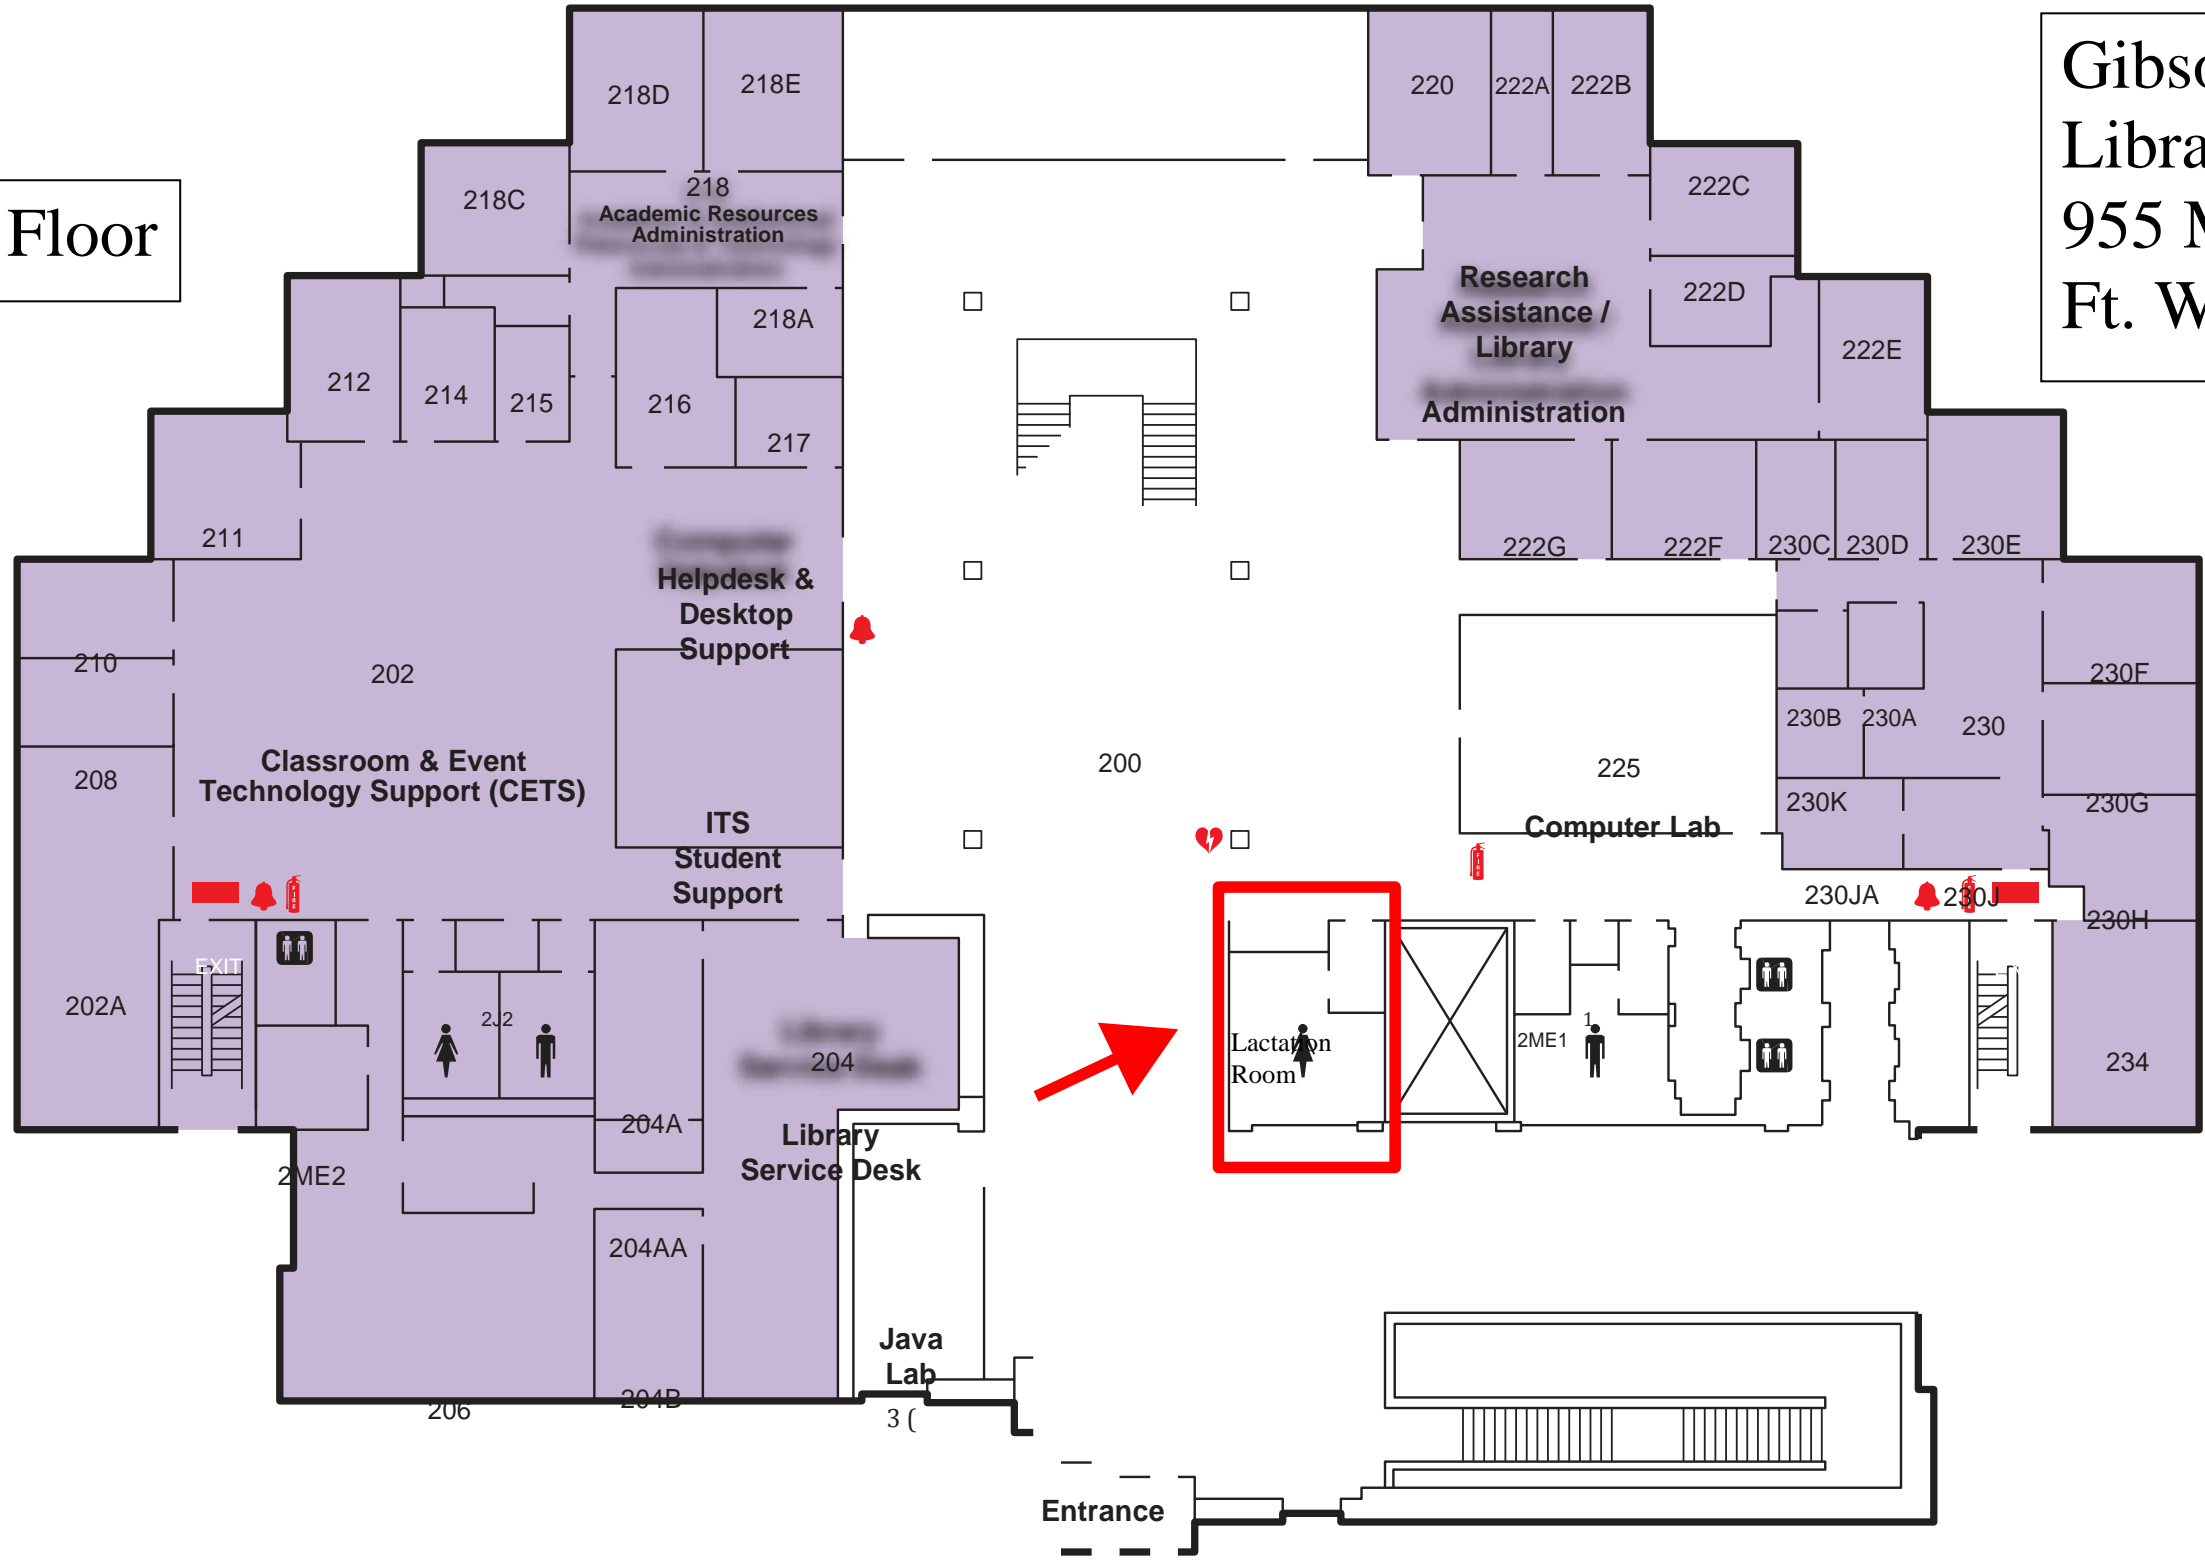 Floor
Gibso
Libra
955 M
Ft. W
218D
218E
220
222A
222B
218C
218
Academic Resources
Administration
222C
222D
Research
Assistance /
Library
Administration
218A
222E
212
214
215
216
217
211
222G
222F
230C
230D
230E
Helpdesk &
Desktop
Support
210
202
230F
208
Classroom & Event
Technology Support (CETS)
200
225
Computer Lab
230B
230A
230
230K
230G
ITS
Student
Support
230JA
230J
230H
EXIT
202A
2J2
204
Lactation
Room
2ME1
1
234
204A
Library
Service Desk
2ME2
204AA
Java
Lab
204B
206
3 (
Entrance